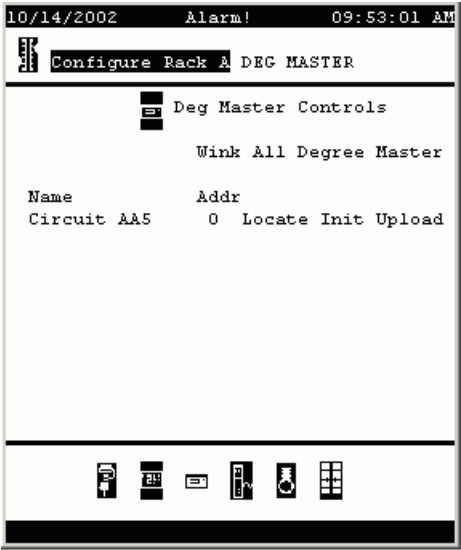 10/14/2002 Alarm! 09:53:01 AM
Configure Rack A DEG MASTER
Deg Master Controls
Wink All Degree Master
Name Addr
Circuit AA5 0 Locate Init Upload